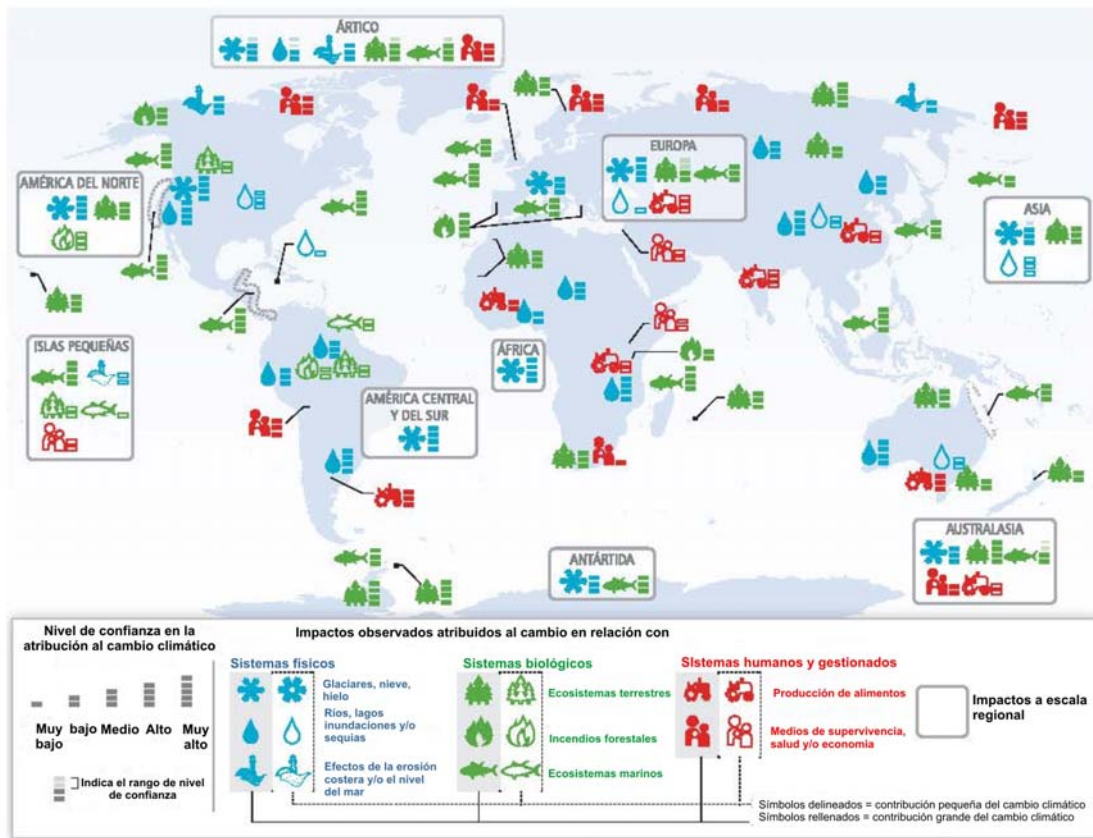 ÁRTICO
EUROPA
AMÉRICA DEL NORTE
ASIA
ISLAS PEQUEÑAS
ÁFRICA
AMÉRICA CENTRAL
Y DEL SUR
AUSTRALASIA
ANTÁRTIDA
Nivel de confianza en la
atribución al cambio climático
Muy
bajo
bajo
Medio
Alto
Muy
alto
Indica el rango de nivel
de confianza
Impactos observados atribuidos al cambio en relación con
Sistemas físicos
Glaciares, nieve,
hielo
Ríos, lagos
inundaciones y/o
sequias
Efectos de la erosión
costera y/o el nivel
del mar
Sistemas biológicos
Ecosistemas terrestres
Incendios forestales
Ecosistemas marinos
SIstemas humanos y gestionados
Producción de alimentos
Medios de supervivencia,
salud y/o economia
Impactos a escala
regional
Símbolos delineados = contribución pequeña del cambio climático
Símbolos rellenados = contribución grande del cambio climático